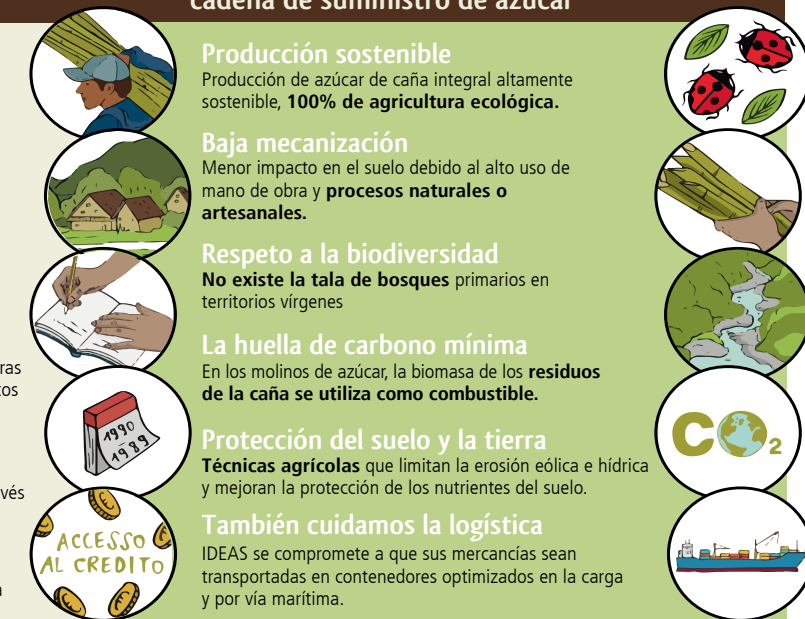 cadena de suministro de azúcar
Producción sostenible
Producción de azúcar de caña integral altamente
sostenible, 100% de agricultura ecológica.
Baja mecanización
Menor impacto en el suelo debido al alto uso de
mano de obra y procesos naturales o
artesanales.
Respeto a la biodiversidad
No existe la tala de bosques primarios en
territorios vírgenes
La huella de carbono mínima
En los molinos de azúcar, la biomasa de los residuos
de la caña se utiliza como combustible.
Protección del suelo y la tierra
Técnicas agrícolas que limitan la erosión eólica e hídrica
y mejoran la protección de los nutrientes del suelo.
También cuidamos la logística
IDEAS se compromete a que sus mercancías sean
transportadas en contenedores optimizados en la carga
y por vía marítima.
1990
1989
ACCESSO
AL CREDITO
CO2